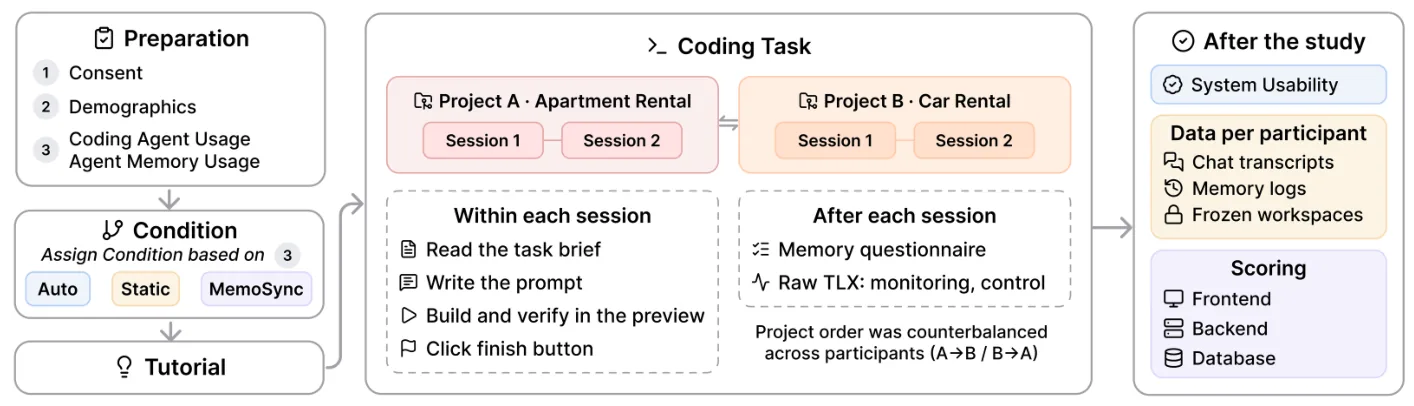 Preparation
1 Consent
2 Demographics
3 Coding Agent Usage
Agent Memory Usage
Condition
Assign Condition based on 3
Auto Static MemoSync
Tutorial
Coding Task
Project A · Apartment Rental
Session 1 Session 2
Project B · Car Rental
Session 1 Session 2
Within each session
Read the task brief
Write the prompt
Build and verify in the preview
Click finish button
After each session
Memory questionnaire
Raw TLX: monitoring, control
Project order was counterbalanced
across participants (A→B / B→A)
After the study
System Usability
Data per participant
Chat transcripts
Memory logs
Frozen workspaces
Scoring
Frontend
Backend
Database